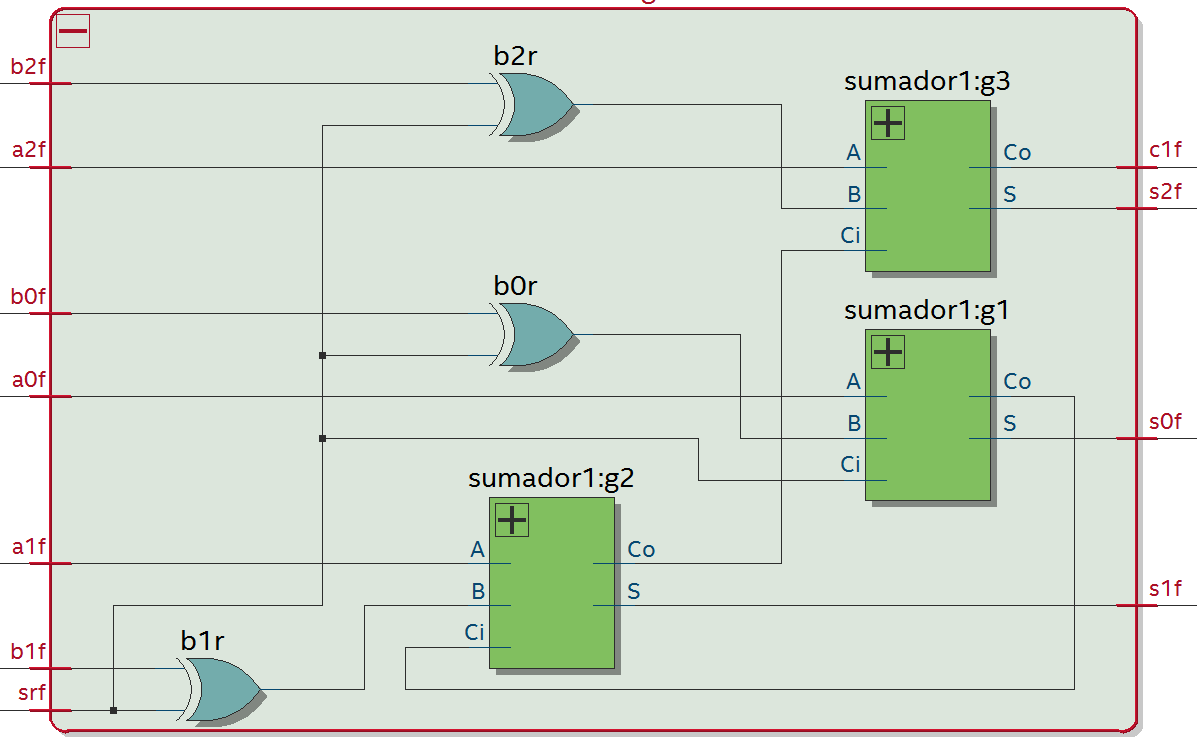 b2r
b2f
sumador1:g3
a2f
A
Co
c1f
B
S
s2f
Ci
b0r
b0f
sumador1:g1
a0f
A
Co
B
S
s0f
Ci
sumador1:g2
a1f
A
Co
B
S
s1f
Ci
b1r
b1f
srf